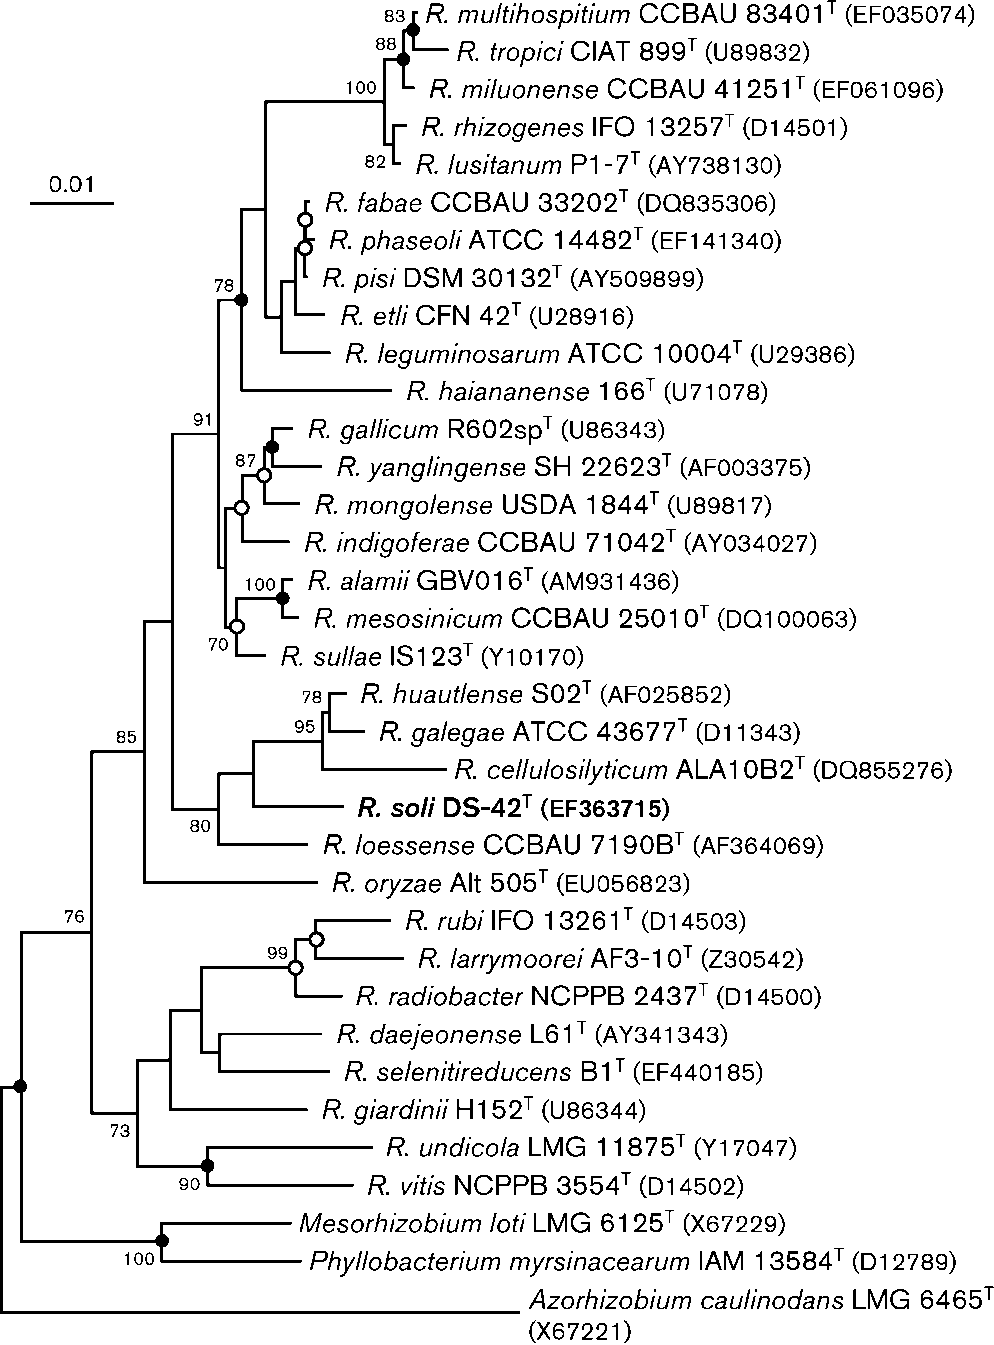 83
R. multihospitium CCBAU 83401T (EF035074)
88
R. tropici CIAT 899T (U89832)
100
R. miluonense CCBAU 41251T (EF061096)
R. rhizogenes IFO 13257T (D14501)
82
R. lusitanum P1-7T (AY738130)
0.01
R. fabae CCBAU 33202T (DQ835306)
R. phaseoli ATCC 14482T (EF141340)
R. pisi DSM 30132T (AY509899)
78
R. etli CFN 42T (U28916)
R. leguminosarum ATCC 10004T (U29386)
R. haiananense 166T (U71078)
91
R. gallicum R602spT (U86343)
87
R. yanglingense SH 22623T (AF003375)
R. mongolense USDA 1844T (U89817)
R. indigoferae CCBAU 71042T (AY034027)
100
R. alamii GBV016T (AM931436)
R. mesosinicum CCBAU 25010T (DQ100063)
70
R. sullae IS123T (Y10170)
78
R. huautlense S02T (AF025852)
95
R. galegae ATCC 43677T (D11343)
85
R. cellulosilyticum ALA10B2T (DQ855276)
R. soli DS-42T (EF363715)
80
R. loessense CCBAU 7190BT (AF364069)
R. oryzae Alt 505T (EU056823)
76
R. rubi IFO 13261T (D14503)
99
R. larrymoorei AF3-10T (Z30542)
R. radiobacter NCPPB 2437T (D14500)
R. daejeonense L61T (AY341343)
R. selenitireducens B1T (EF440185)
R. giardinii H152T (U86344)
73
R. undicola LMG 11875T (Y17047)
90
R. vitis NCPPB 3554T (D14502)
Mesorhizobium loti LMG 6125T (X67229)
100
Phyllobacterium myrsinacearum IAM 13584T (D12789)
Azorhizobium caulinodans LMG 6465T
(X67221)